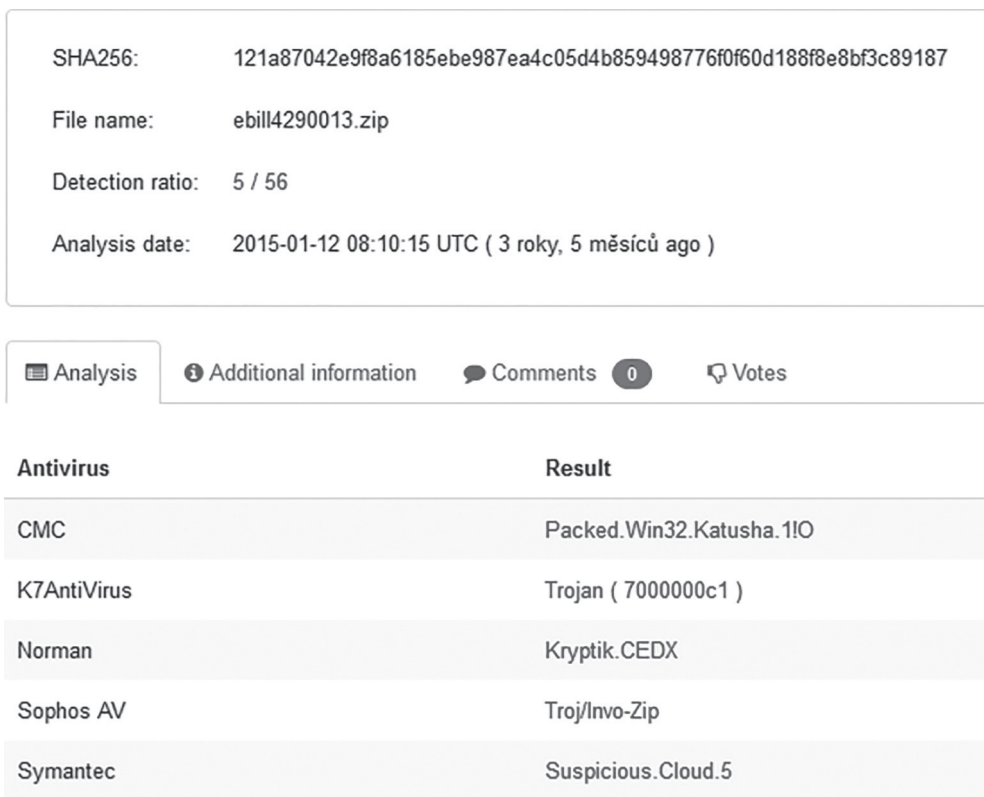 SHA256: 121a87042e9f8a6185ebe987ea4c05d4b859498776f0f60d188f8e8bf3c89187
File name: ebill4290013.zip
Detection ratio: 5 / 56
Analysis date: 2015-01-12 08:10:15 UTC ( 3 roky, 5 měsíců ago )
Analysis Additional information Comments 0 Votes
Antivirus Result
CMC Packed.Win32.Katusha.1!O
K7AntiVirus Trojan ( 7000000c1 )
Norman Kryptik.CEDX
Sophos AV Troj/Invo-Zip
Symantec Suspicious.Cloud.5